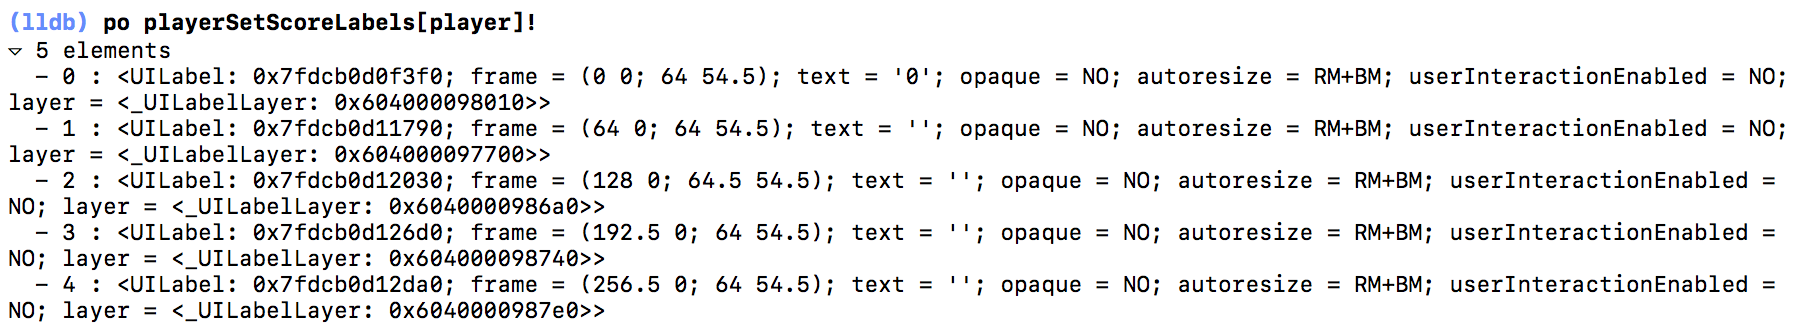 (lldb) po playerSetScoreLabels[player]!
▿ 5 elements
  - 0 : <UILabel: 0x7fdcb0d0f3f0; frame = (0 0; 64 54.5); text = '0'; opaque = NO; autoresize = RM+BM; userInteractionEnabled = NO;
layer = <_UILabelLayer: 0x604000098010>>
  - 1 : <UILabel: 0x7fdcb0d11790; frame = (64 0; 64 54.5); text = ''; opaque = NO; autoresize = RM+BM; userInteractionEnabled = NO;
layer = <_UILabelLayer: 0x604000097700>>
  - 2 : <UILabel: 0x7fdcb0d12030; frame = (128 0; 64.5 54.5); text = ''; opaque = NO; autoresize = RM+BM; userInteractionEnabled =
NO; layer = <_UILabelLayer: 0x6040000986a0>>
  - 3 : <UILabel: 0x7fdcb0d126d0; frame = (192.5 0; 64 54.5); text = ''; opaque = NO; autoresize = RM+BM; userInteractionEnabled =
NO; layer = <_UILabelLayer: 0x604000098740>>
  - 4 : <UILabel: 0x7fdcb0d12da0; frame = (256.5 0; 64 54.5); text = ''; opaque = NO; autoresize = RM+BM; userInteractionEnabled =
NO; layer = <_UILabelLayer: 0x6040000987e0>>